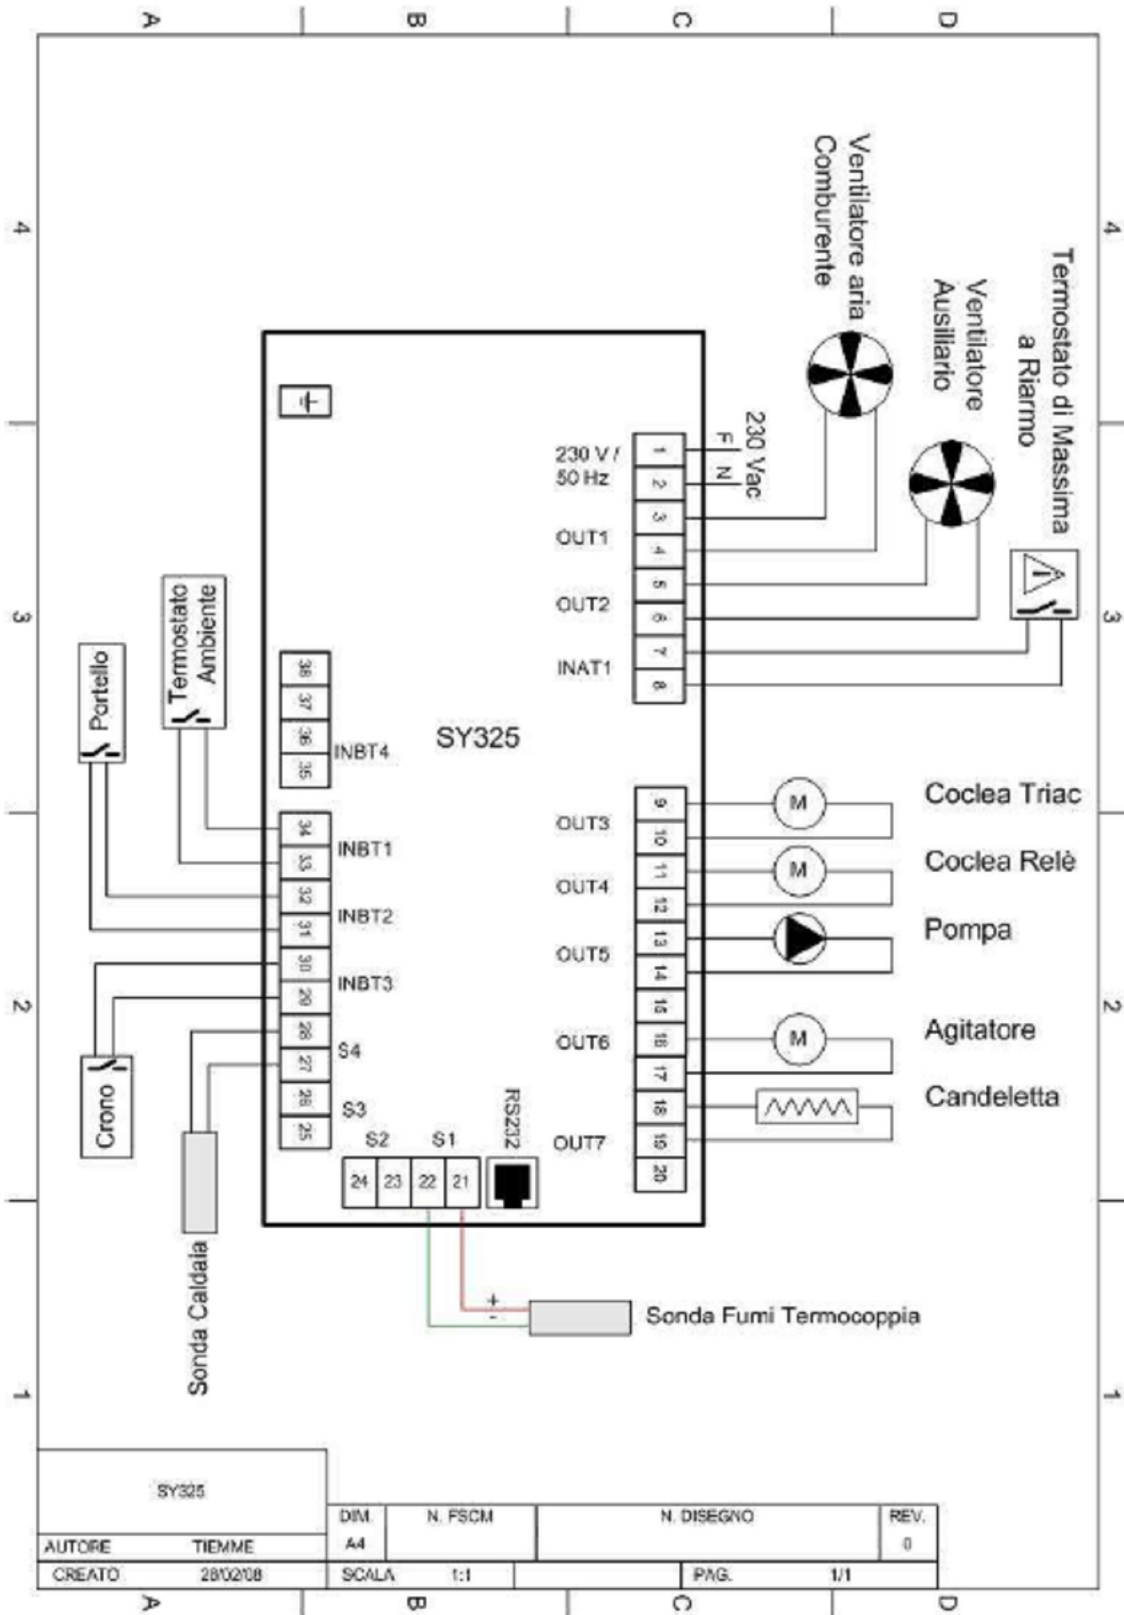 A
B
C
D
4
4
Ventilatore aria
Comburente
Ventilatore
Ausiliario
Termostato di Massima
a Riarmo
230 Vac
F
N
230 V /
50 Hz
OUT1
OUT2
INAT1
1
2
3
4
5
6
7
8
3
3
Termostato
Ambiente
Portello
38
37
36
35
INBT4
SY325
34
33
32
31
30
29
28
27
26
25
INBT1
INBT2
INBT3
S4
S3
OUT3
OUT4
OUT5
OUT6
OUT7
9
10
11
12
13
14
15
16
17
18
19
20
M
Coclea Triac
M
Coclea Relè
Pompa
M
Agitatore
Candeletta
2
2
Crono
S2
S1
RS232
24
23
22
21
Sonda Caldaia
+
-
Sonda Fumi Termocoppia
1
1
SY325
AUTORE TIEMME
CREATO 28/02/08
DIM.
A4
N. FSCM
N. DISEGNO
REV.
0
SCALA 1:1
PAG. 1/1
A
B
C
D